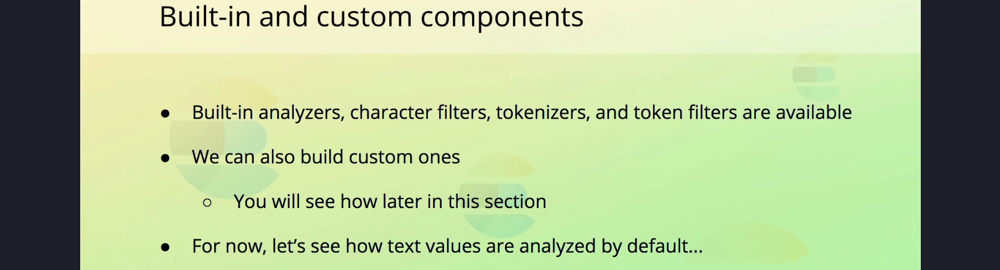 Built-in and custom components
● Built-in analyzers, character filters, tokenizers, and token filters are available
● We can also build custom ones
○ You will see how later in this section
● For now, let’s see how text values are analyzed by default...